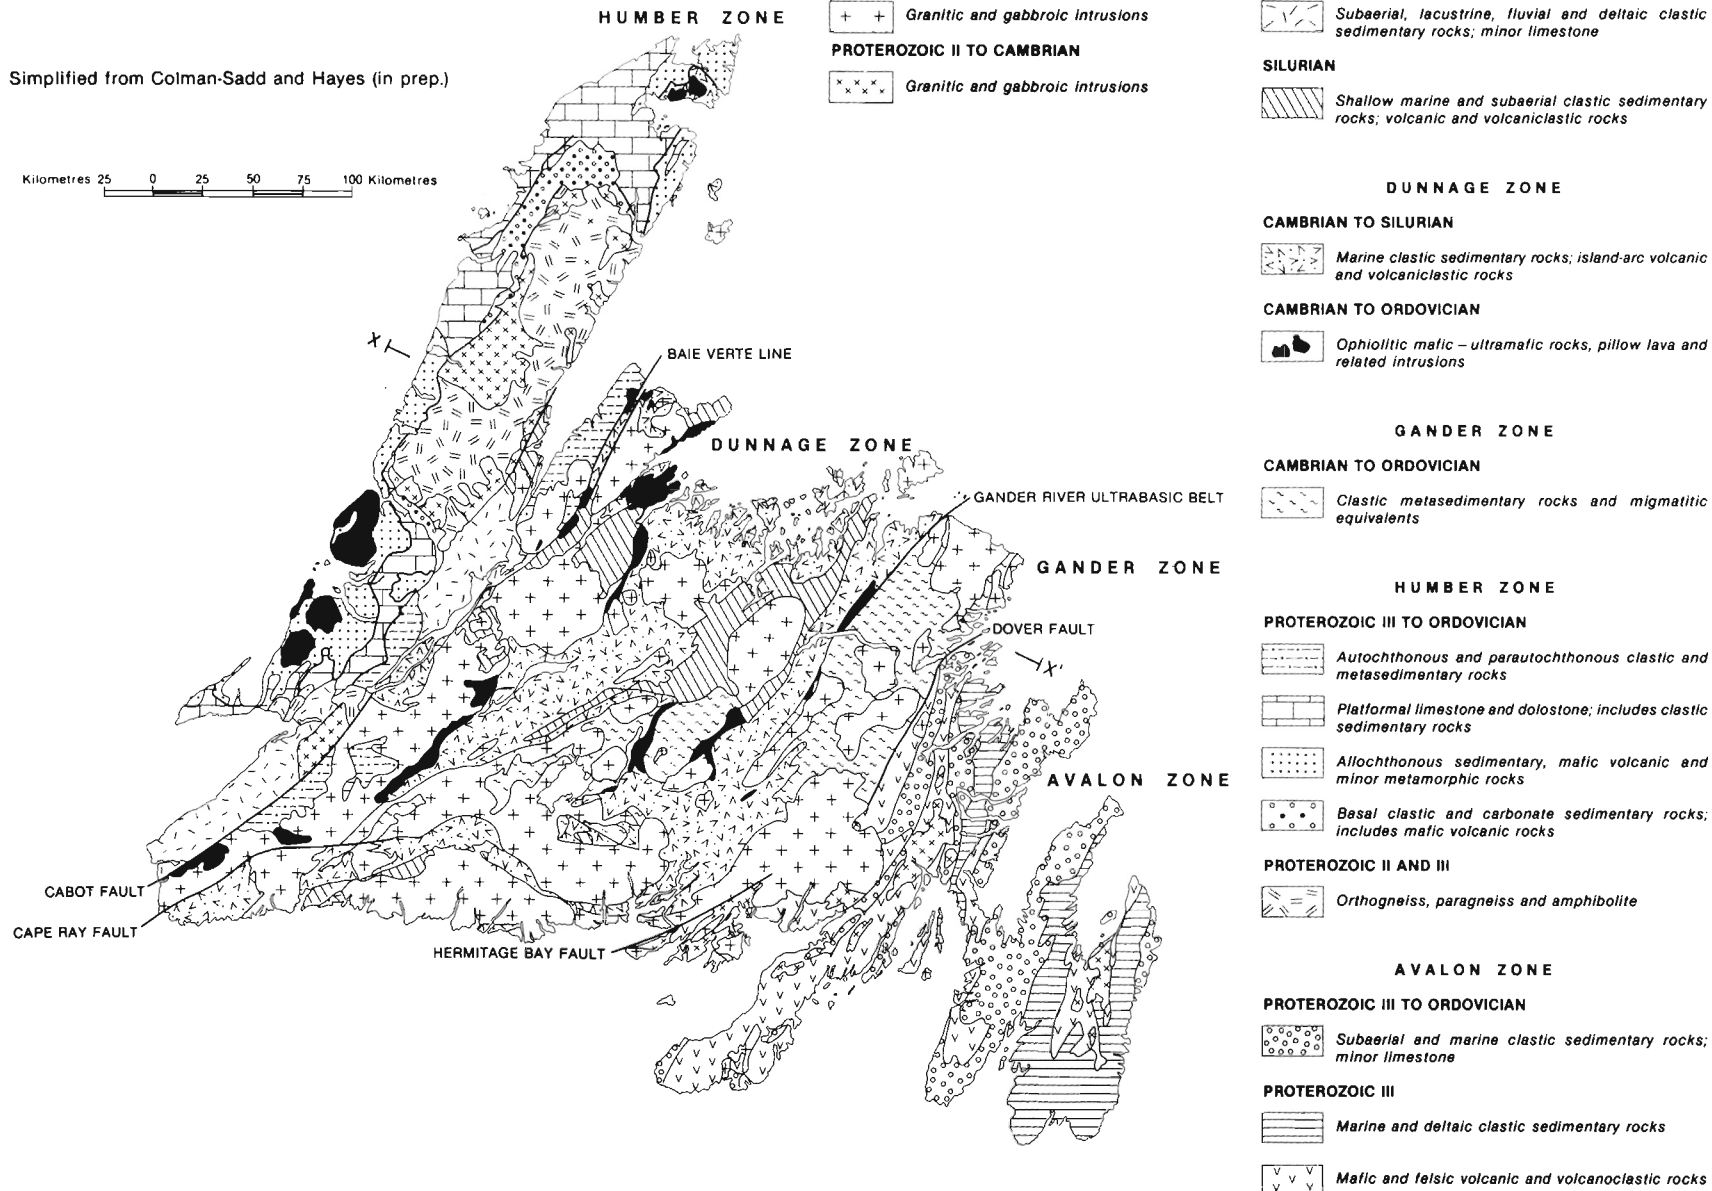 HUMBER ZONE
Simplified from Colman-Sadd and Hayes (in prep.)
Kilometres 25 0 25 50 75 100 Kilometres
Granitic and gabbroic intrusions
PROTEROZOIC II TO CAMBRIAN
Granitic and gabbroic intrusions
X
BAIE VERTE LINE
DUNNAGE ZONE
GANDER RIVER ULTRABASIC BELT
GANDER ZONE
DOVER FAULT
X'
AVALON ZONE
CABOT FAULT
CAPE RAY FAULT
HERMITAGE BAY FAULT
Subaerial, lacustrine, fluvial and deltaic clastic
sedimentary rocks; minor limestone
SILURIAN
Shallow marine and subaerial clastic sedimentary
rocks; volcanic and volcaniclastic rocks
DUNNAGE ZONE
CAMBRIAN TO SILURIAN
Marine clastic sedimentary rocks; island-arc volcanic
and volcaniclastic rocks
CAMBRIAN TO ORDOVICIAN
Ophiolitic mafic – ultramafic rocks, pillow lava and
related intrusions
GANDER ZONE
CAMBRIAN TO ORDOVICIAN
Clastic metasedimentary rocks and migmatitic
equivalents
HUMBER ZONE
PROTEROZOIC III TO ORDOVICIAN
Autochthonous and parautochthonous clastic and
metasedimentary rocks
Platformal limestone and dolostone; includes clastic
sedimentary rocks
Allochthonous sedimentary, mafic volcanic and
minor metamorphic rocks
Basal clastic and carbonate sedimentary rocks;
includes mafic volcanic rocks
PROTEROZOIC II AND III
Orthogneiss, paragneiss and amphibolite
AVALON ZONE
PROTEROZOIC III TO ORDOVICIAN
Subaerial and marine clastic sedimentary rocks;
minor limestone
PROTEROZOIC III
Marine and deltaic clastic sedimentary rocks
Mafic and felsic volcanic and volcanoclastic rocks